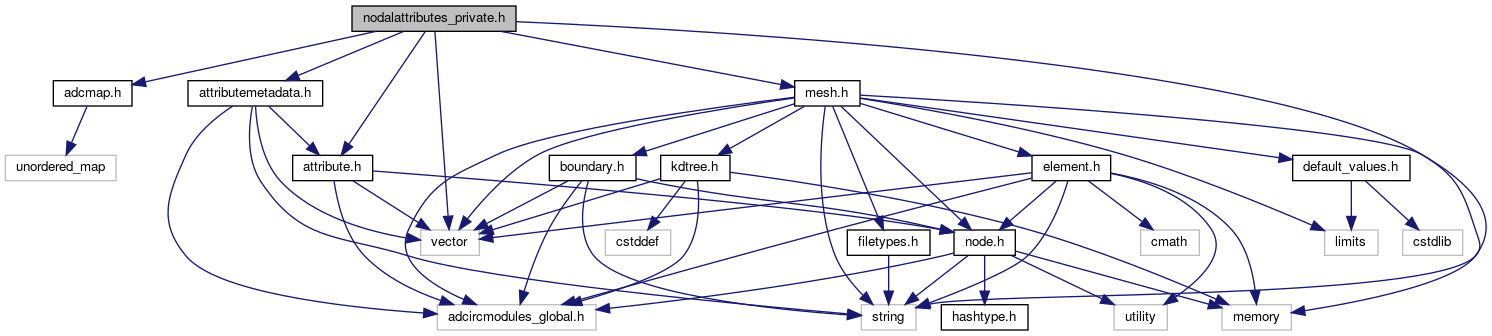 nodalattributes_private.h
adcmap.h
attributemetadata.h
mesh.h
unordered_map
attribute.h
boundary.h
kdtree.h
element.h
default_values.h
vector
cstddef
filetypes.h
node.h
cmath
limits
cstdlib
adcircmodules_global.h
string
hashtype.h
utility
memory